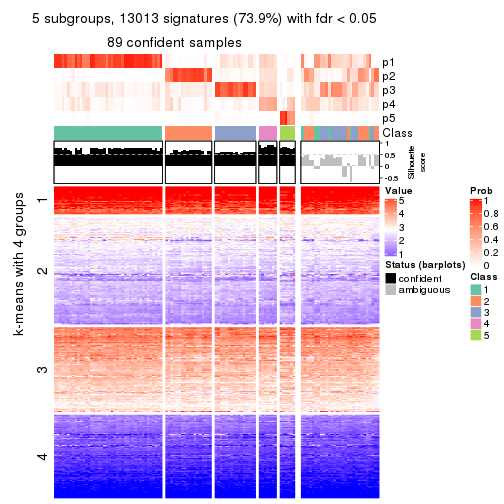 5 subgroups, 13013 signatures (73.9%) with fdr < 0.05
89 confident samples
p1
p2
p3
p4
p5
Class
1
0.5
0
-0.5
Silhouette
score
k-means with 4 groups
1
2
3
4
Value
5
4
3
2
1
Status (barplots)
confident
ambiguous
Prob
1
0.8
0.6
0.4
0.2
0
Class
1
2
3
4
5